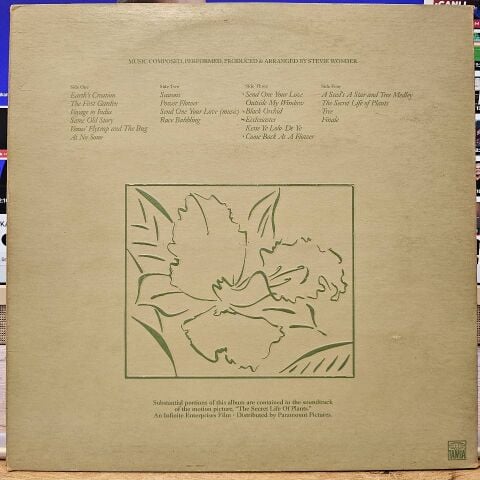 MUSIC COMPOSED, PERFORMED, PRODUCED & ARRANGED BY STEVIE WONDER
Side One
Earth's Creation
The First Garden
Voyage to India
Same Old Story
Venus' Flytrap and The Bug
Ai No Sono
Side Two
Seasons
Power Flower
Send One Your Love (music)
Race Babbling
Side Three
Send One Your Love
Outside My Window
Black Orchid
Ecclesiastes
Kesse Ye Lolo De Ye
Come Back As A Flower
Side Four
A Seed's A Star and Tree Medley
The Secret Life of Plants
Tree
Finale
Substantial portions of this album are contained in the soundtrack
of the motion picture, "The Secret Life Of Plants."
An Infinite Enterprises Film · Distributed by Paramount Pictures.
TAMLA